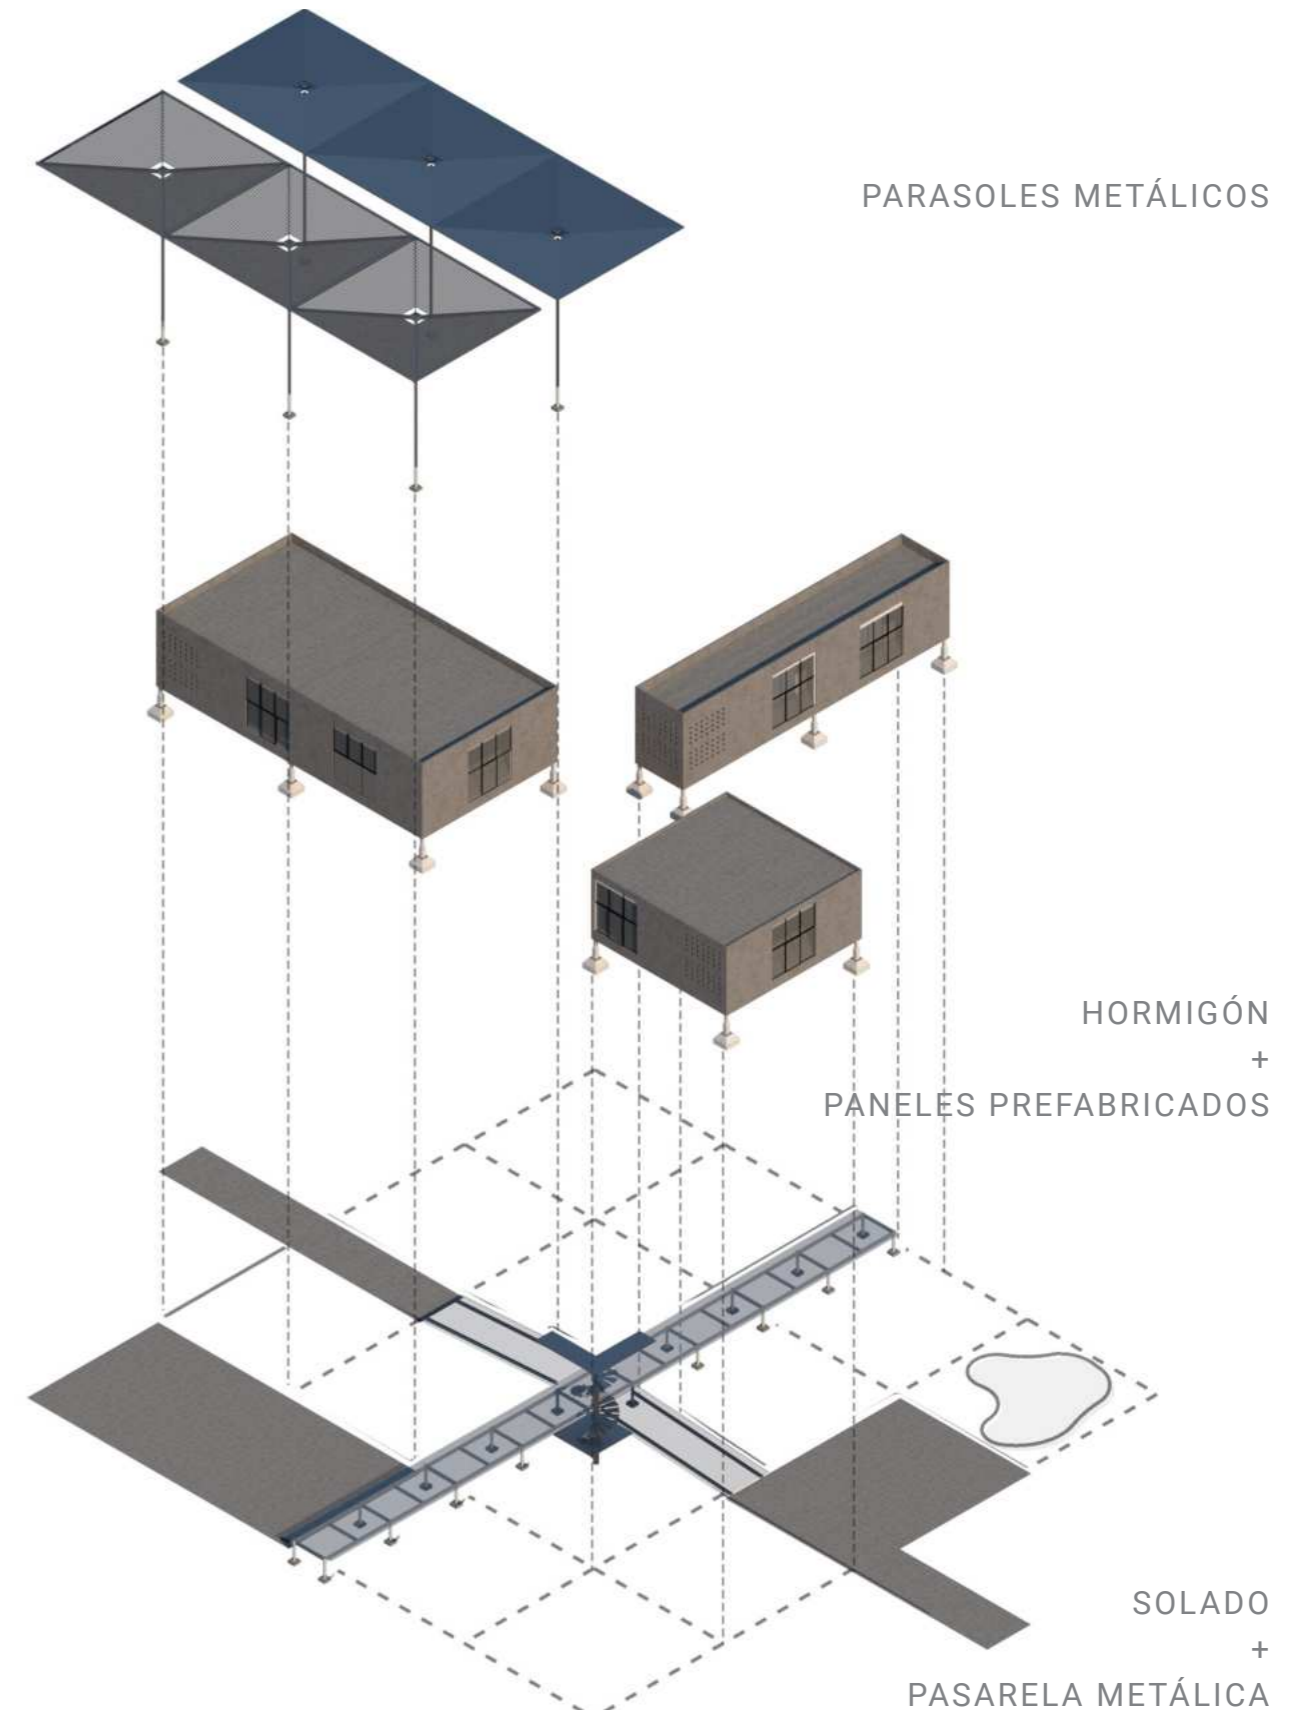 PARASOLES METÁLICOS
HORMIGÓN
+
PANELES PREFABRICADOS
SOLADO
+
PASARELA METÁLICA